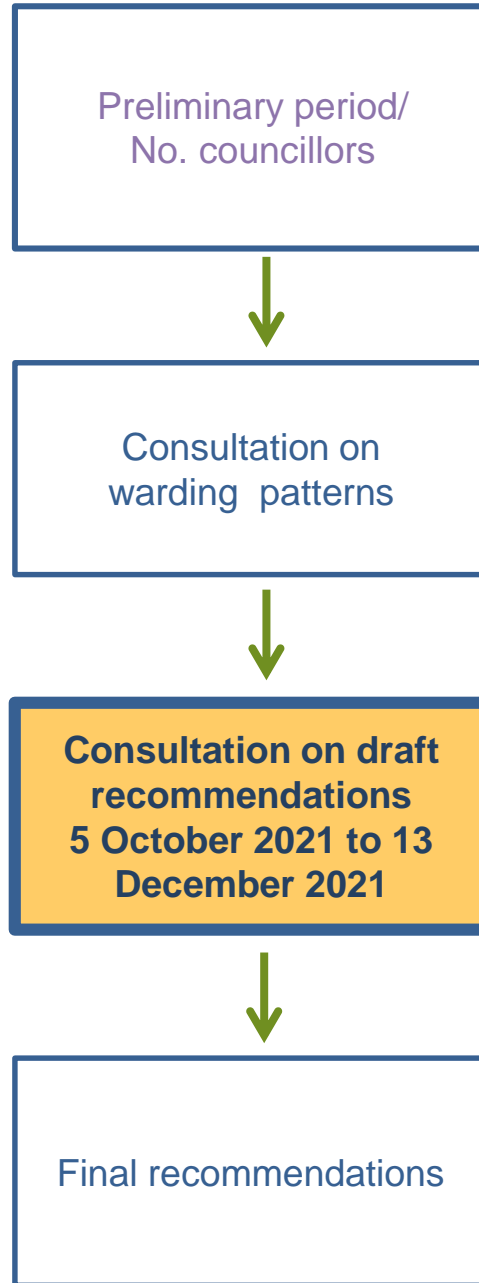 Preliminary period/
No. councillors
Consultation on
warding patterns
Consultation on draft
recommendations
5 October 2021 to 13
December 2021
Final recommendations